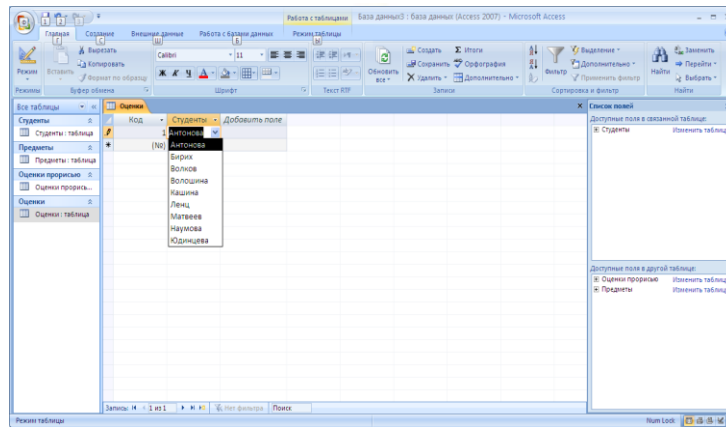 Работа с таблицами База данных3 : база данных (Access 2007) - Microsoft Access
Главная Создание Внешние данные Работа с базами данных Режим таблицы
Режим
Вставить
Вырезать
Копировать
Формат по образцу
Calibri 11
Ж К Ч А
Обновить все
Создать
Сохранить
Удалить
Итоги
Орфография
Дополнительно
Фильтр
Выделение
Дополнительно
Применить фильтр
Найти
Заменить
Перейти
Выбрать
Режимы Буфер обмена Шрифт Текст RTF Записи Сортировка и фильтр Найти
Все таблицы
Студенты
Студенты : таблица
Предметы
Предметы : таблица
Оценки прорисью
Оценки прорись...
Оценки
Оценки : таблица
Оценки
Код Студенты Добавить поле
1 Антонова
(№) Антонова
Бирих
Волков
Волошина
Кашина
Ленц
Матвеев
Наумова
Юдинцева
Список полей
Доступные поля в связанной таблице:
Студенты Изменить таблиц
Доступные поля в другой таблице:
Оценки прорисью Изменить таблиц
Предметы Изменить таблиц
Запись: 1 из 1 Нет фильтра Поиск
Режим таблицы Num Lock